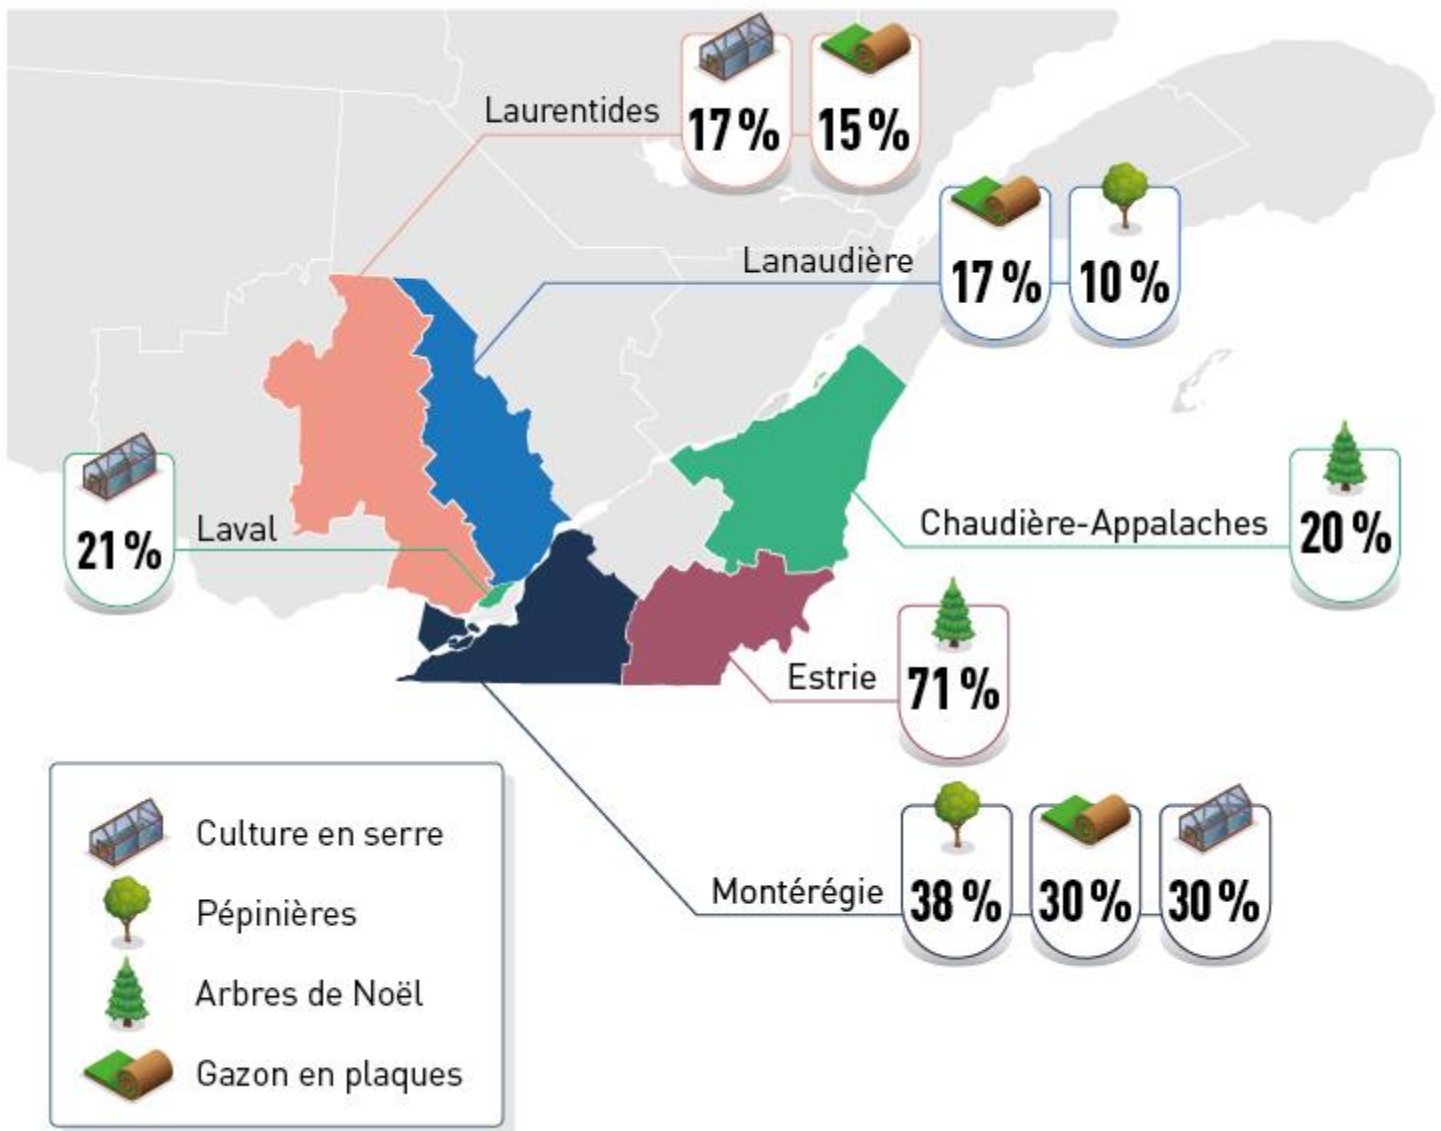 Laurentides
17 %
15 %
Lanaudière
17 %
10 %
21 %
Laval
Chaudière-Appalaches
20 %
Estrie
71 %
Montérégie
38 %
30 %
30 %
Culture en serre
Pépinières
Arbres de Noël
Gazon en plaques